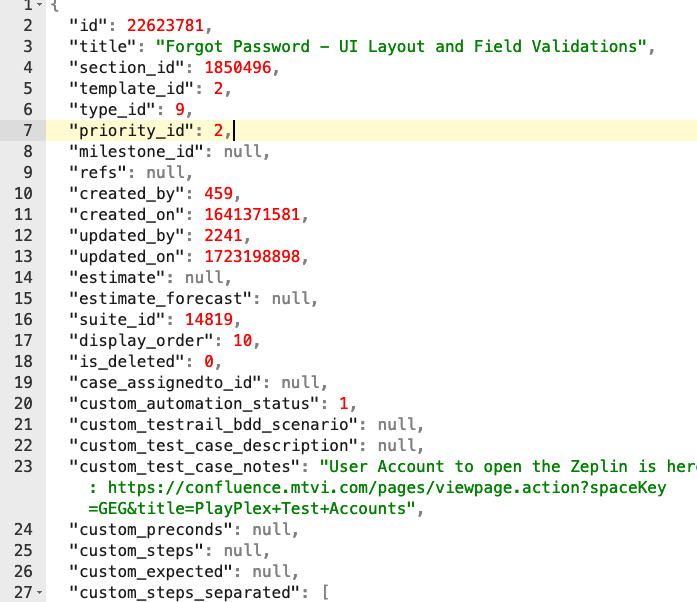 1 {
2 "id": 22623781,
3 "title": "Forgot Password – UI Layout and Field Validations",
4 "section_id": 1850496,
5 "template_id": 2,
6 "type_id": 9,
7 "priority_id": 2,
8 "milestone_id": null,
9 "refs": null,
10 "created_by": 459,
11 "created_on": 1641371581,
12 "updated_by": 2241,
13 "updated_on": 1723198898,
14 "estimate": null,
15 "estimate_forecast": null,
16 "suite_id": 14819,
17 "display_order": 10,
18 "is_deleted": 0,
19 "case_assignedto_id": null,
20 "custom_automation_status": 1,
21 "custom_testrail_bdd_scenario": null,
22 "custom_test_case_description": null,
23 "custom_test_case_notes": "User Account to open the Zeplin is her
: https://confluence.mtvi.com/pages/viewpage.action?spaceKey
=GEG&title=PlayPlex+Test+Accounts",
24 "custom_preconds": null,
25 "custom_steps": null,
26 "custom_expected": null,
27 "custom_steps_separated": [